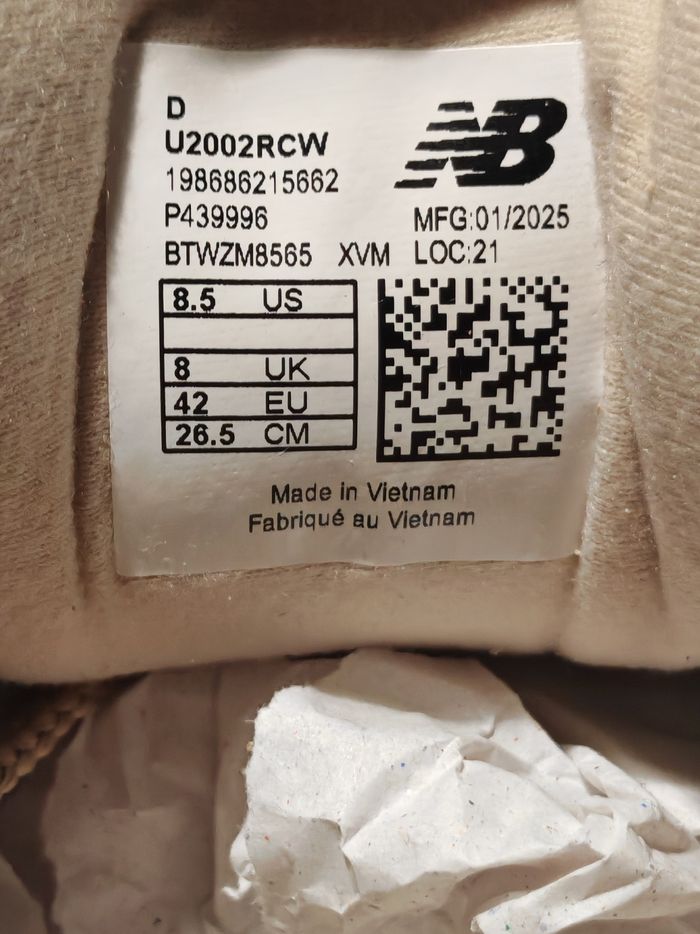 D
U2002RCW
198686215662
P439996
BTWZM8565 XVM
NB
MFG:01/2025
LOC:21
8.5 US
8 UK
42 EU
26.5 CM
Made in Vietnam
Fabriqué au Vietnam